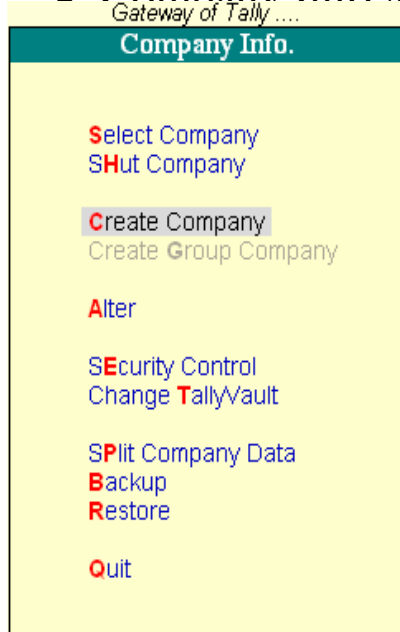 Gateway of Tally ....
Company Info.
Select Company
SHut Company
Create Company
Create Group Company
Alter
SEcurity Control
Change TallyVault
SPlit Company Data
Backup
Restore
Quit